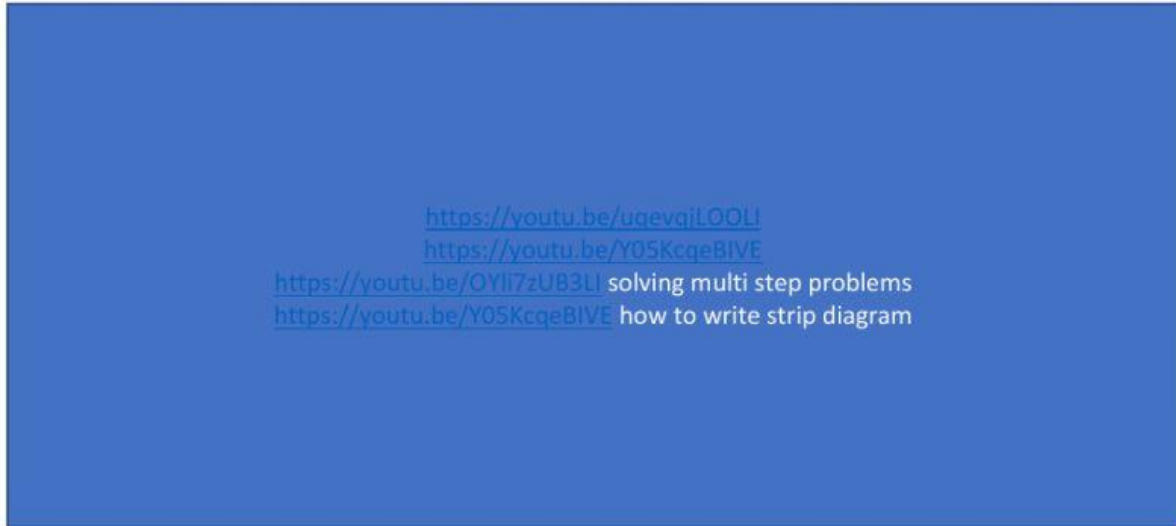 https://youtu.be/uqevqjLOOLI
https://youtu.be/Y05KcqeBIVE
https://youtu.be/OYli7zUB3LI solving multi step problems
https://youtu.be/Y05KcqeBIVE how to write strip diagram